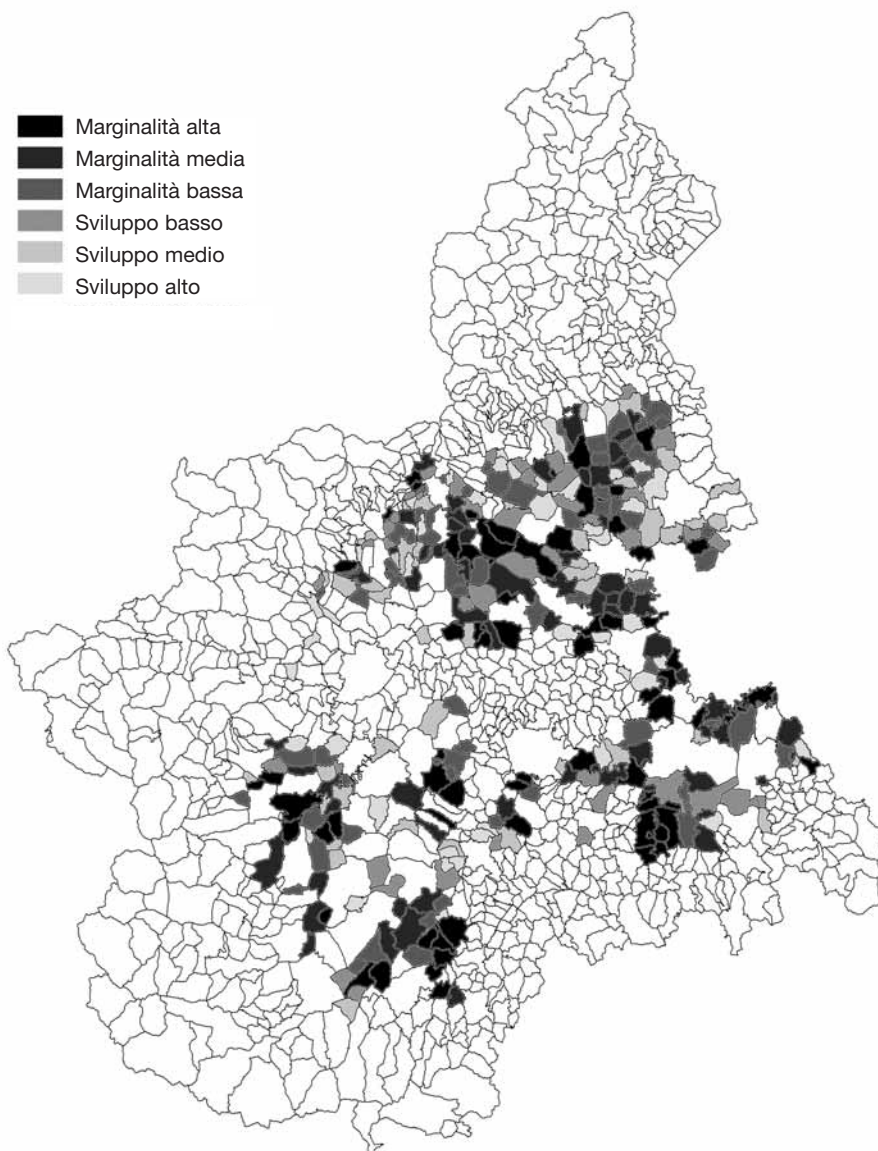 Marginalità alta
Marginalità media
Marginalità bassa
Sviluppo basso
Sviluppo medio
Sviluppo alto